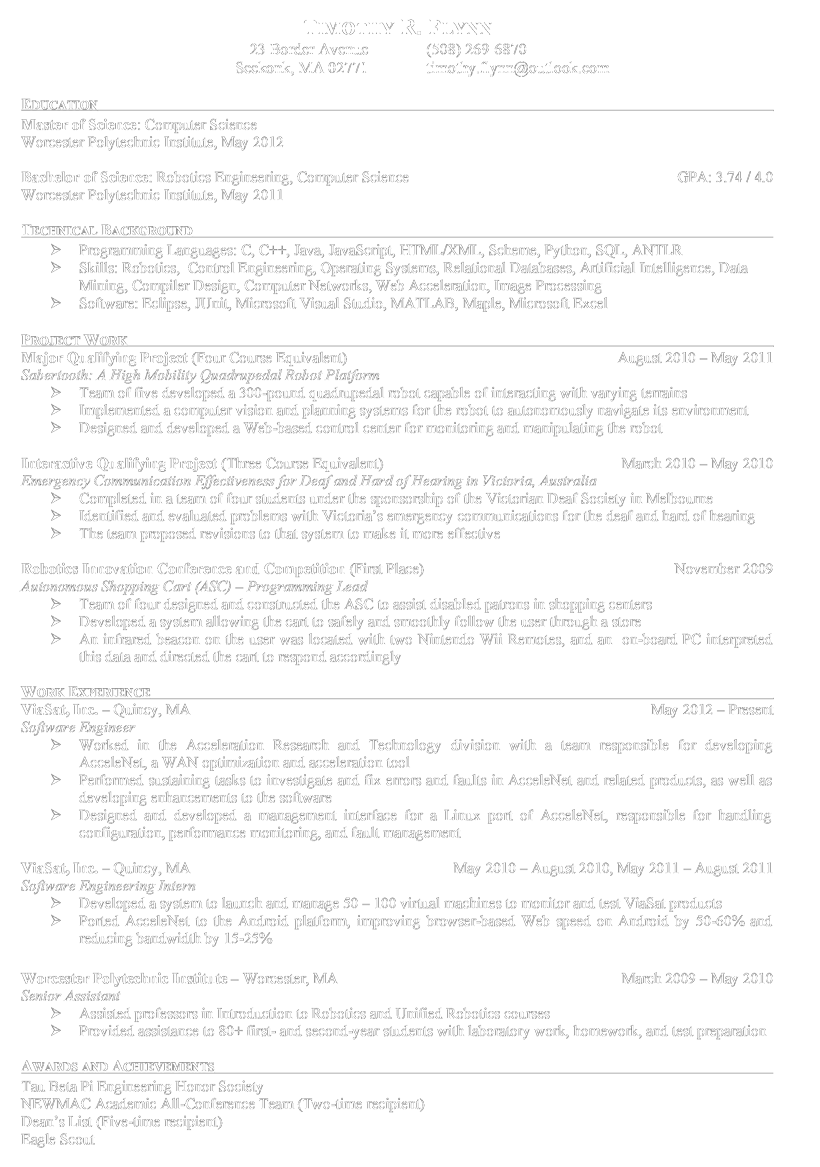 TIMOTHY R. FLYNN
23 Border Avenue (508) 269-6870
Seekonk, MA 02771 timothy.flynn@outlook.com
EDUCATION
Master of Science: Computer Science
Worcester Polytechnic Institute, May 2012
Bachelor of Science: Robotics Engineering, Computer Science GPA: 3.74 / 4.0
Worcester Polytechnic Institute, May 2011
TECHNICAL BACKGROUND
➢ Programming Languages: C, C++, Java, JavaScript, HTML/XML, Scheme, Python, SQL, ANTLR
➢ Skills: Robotics, Control Engineering, Operating Systems, Relational Databases, Artificial Intelligence, Data
Mining, Compiler Design, Computer Networks, Web Acceleration, Image Processing
➢ Software: Eclipse, JUnit, Microsoft Visual Studio, MATLAB, Maple, Microsoft Excel
PROJECT WORK
Major Qualifying Project (Four Course Equivalent) August 2010 – May 2011
Sabertooth: A High Mobility Quadrupedal Robot Platform
➢ Team of five developed a 300-pound quadrupedal robot capable of interacting with varying terrains
➢ Implemented a computer vision and planning systems for the robot to autonomously navigate its environment
➢ Designed and developed a Web-based control center for monitoring and manipulating the robot
Interactive Qualifying Project (Three Course Equivalent) March 2010 – May 2010
Emergency Communication Effectiveness for Deaf and Hard of Hearing in Victoria, Australia
➢ Completed in a team of four students under the sponsorship of the Victorian Deaf Society in Melbourne
➢ Identified and evaluated problems with Victoria's emergency communications for the deaf and hard of hearing
➢ The team proposed revisions to that system to make it more effective
Robotics Innovation Conference and Competition (First Place) November 2009
Autonomous Shopping Cart (ASC) – Programming Lead
➢ Team of four designed and constructed the ASC to assist disabled patrons in shopping centers
➢ Developed a system allowing the cart to safely and smoothly follow the user through a store
➢ An infrared beacon on the user was located with two Nintendo Wii Remotes, and an on-board PC interpreted
this data and directed the cart to respond accordingly
WORK EXPERIENCE
ViaSat, Inc. – Quincy, MA May 2012 – Present
Software Engineer
➢ Worked in the Acceleration Research and Technology division with a team responsible for developing
AcceleNet, a WAN optimization and acceleration tool
➢ Performed sustaining tasks to investigate and fix errors and faults in AcceleNet and related products, as well as
developing enhancements to the software
➢ Designed and developed a management interface for a Linux port of AcceleNet, responsible for handling
configuration, performance monitoring, and fault management
ViaSat, Inc. – Quincy, MA May 2010 – August 2010, May 2011 – August 2011
Software Engineering Intern
➢ Developed a system to launch and manage 50 – 100 virtual machines to monitor and test ViaSat products
➢ Ported AcceleNet to the Android platform, improving browser-based Web speed on Android by 50-60% and
reducing bandwidth by 15-25%
Worcester Polytechnic Institute – Worcester, MA March 2009 – May 2010
Senior Assistant
➢ Assisted professors in Introduction to Robotics and Unified Robotics courses
➢ Provided assistance to 80+ first- and second-year students with laboratory work, homework, and test preparation
AWARDS AND ACHIEVEMENTS
Tau Beta Pi Engineering Honor Society
NEWMAC Academic All-Conference Team (Two-time recipient)
Dean's List (Five-time recipient)
Eagle Scout